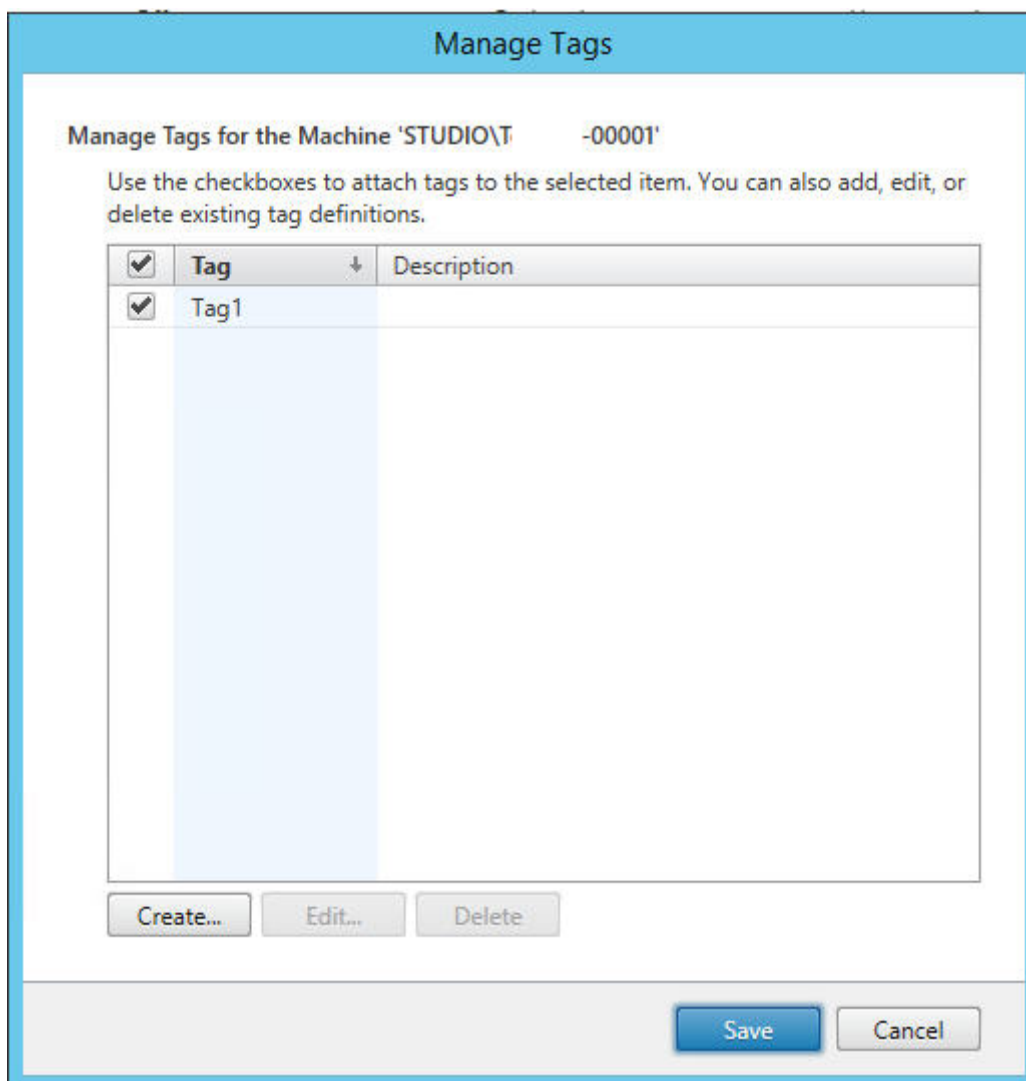 Manage Tags
Manage Tags for the Machine 'STUDIO\T -00001'
Use the checkboxes to attach tags to the selected item. You can also add, edit, or
delete existing tag definitions.
Tag Description
Tag1
Create... Edit... Delete
Save Cancel